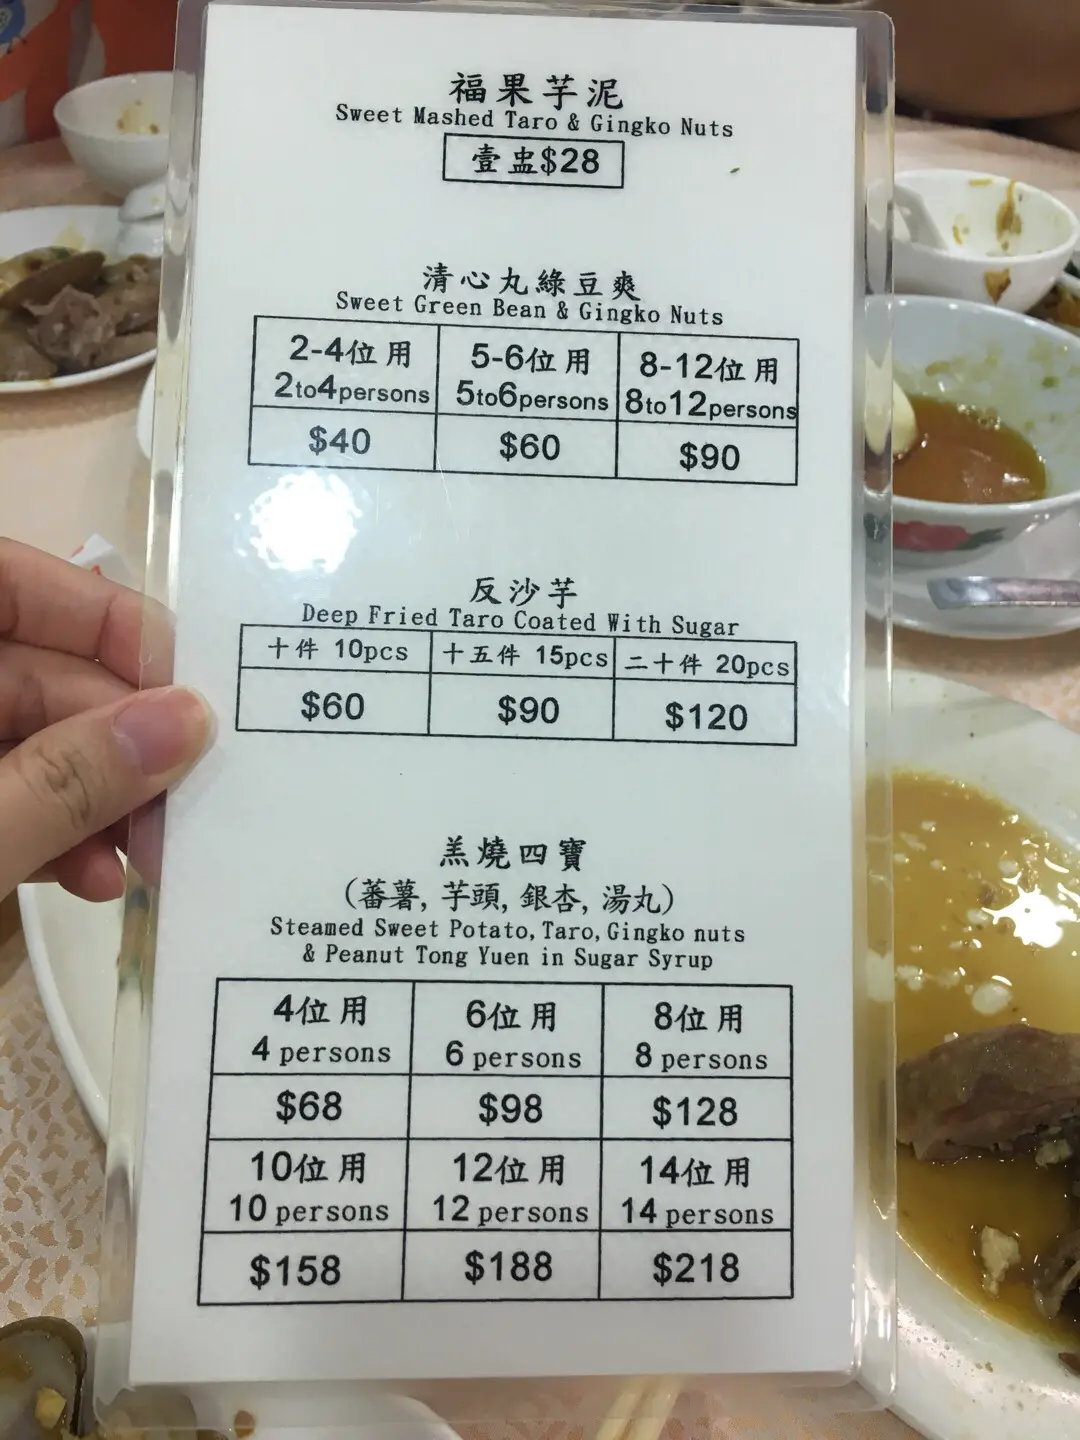 福果芋泥
Sweet Mashed Taro & Gingko Nuts
壹盅$28
清心丸綠豆爽
Sweet Green Bean & Gingko Nuts
2-4位用 5-6位用 8-12位用
2to4persons 5to6persons 8to12persons
$40 $60 $90
反沙芋
Deep Fried Taro Coated With Sugar
十件 10pcs 十五件 15pcs 二十件 20pcs
$60 $90 $120
羔燒四寶
(蕃薯, 芋頭, 銀杏, 湯丸)
Steamed Sweet Potato, Taro, Gingko nuts
& Peanut Tong Yuen in Sugar Syrup
4位用 6位用 8位用
4 persons 6 persons 8 persons
$68 $98 $128
10位用 12位用 14位用
10 persons 12 persons 14 persons
$158 $188 $218